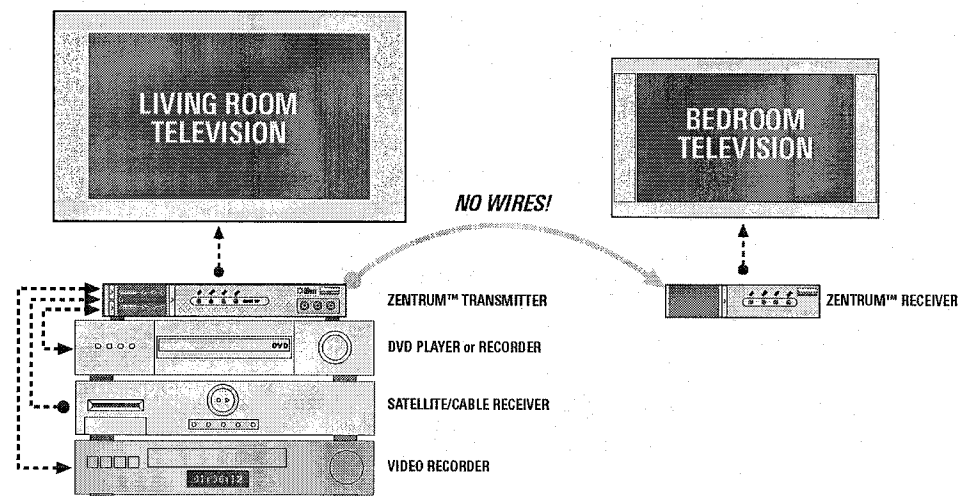 LIVING ROOM
TELEVISION
BEDROOM
TELEVISION
NO WIRES!
ZENTRUM™ TRANSMITTER
ZENTRUM™ RECEIVER
DVD
DVD PLAYER or RECORDER
SATELLITE/CABLE RECEIVER
VIDEO RECORDER